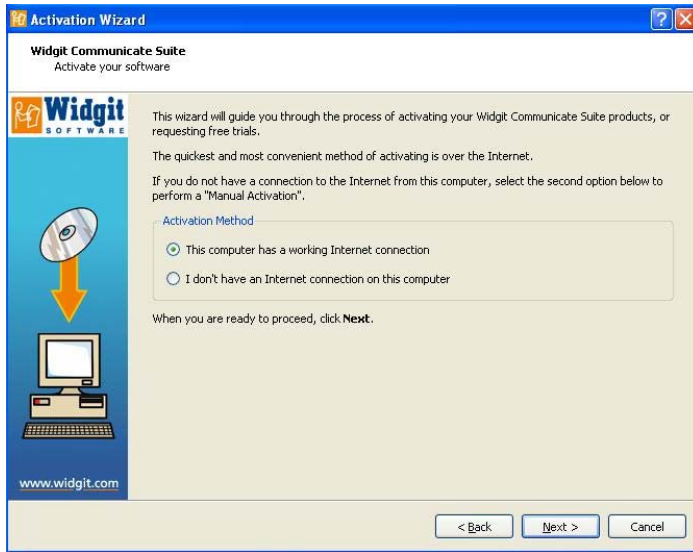 Activation Wizard
Widgit Communicate Suite
Activate your software
Widgit
SOFTWARE
This wizard will guide you through the process of activating your Widgit Communicate Suite products, or
requesting free trials.
The quickest and most convenient method of activating is over the Internet.
If you do not have a connection to the Internet from this computer, select the second option below to
perform a "Manual Activation".
Activation Method
This computer has a working Internet connection
I don't have an Internet connection on this computer
When you are ready to proceed, click Next.
www.widgit.com
< Back Next > Cancel